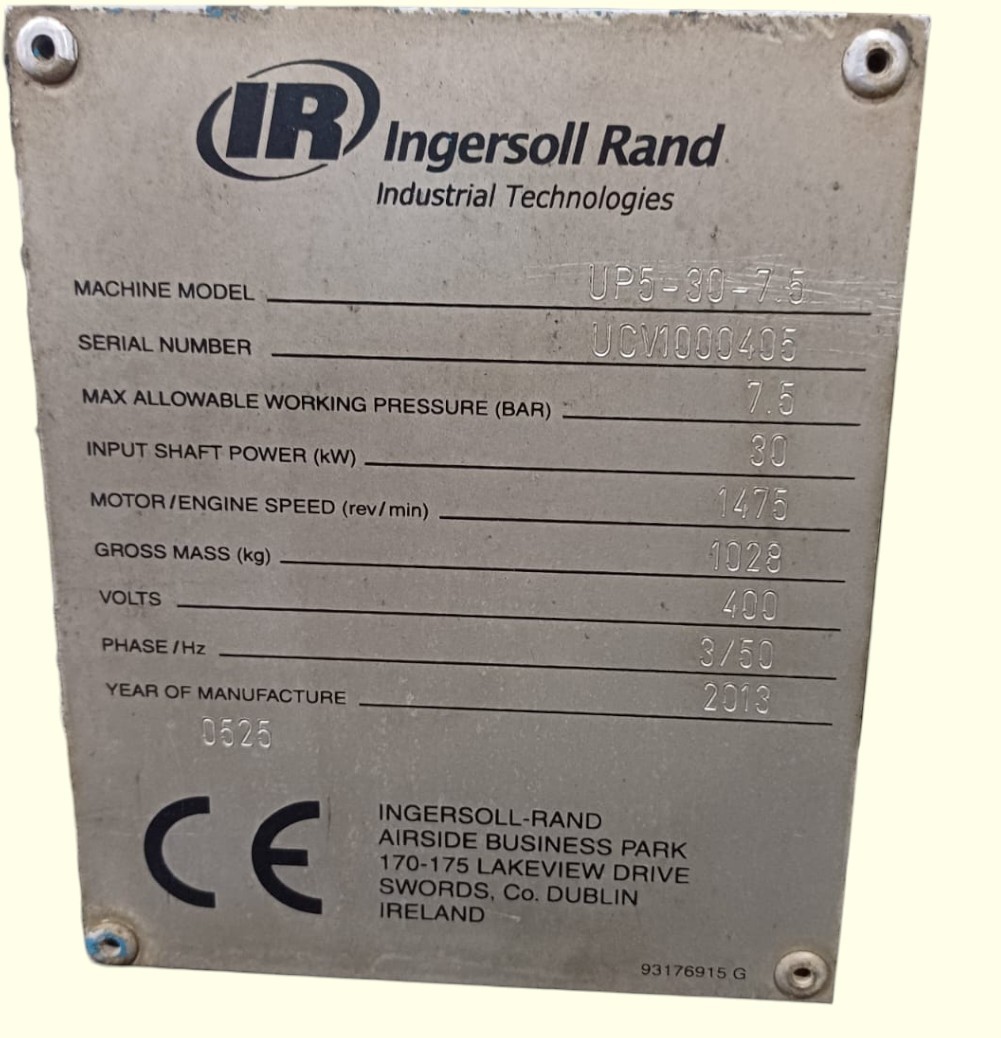 IR Ingersoll Rand
Industrial Technologies
MACHINE MODEL UP5-30-7.5
SERIAL NUMBER UCV1000405
MAX ALLOWABLE WORKING PRESSURE (BAR) 7.5
INPUT SHAFT POWER (kW) 30
MOTOR/ENGINE SPEED (rev/min) 1475
GROSS MASS (kg) 1028
VOLTS 400
PHASE/Hz 3/50
YEAR OF MANUFACTURE 2013
0525
CE
INGERSOLL-RAND
AIRSIDE BUSINESS PARK
170-175 LAKEVIEW DRIVE
SWORDS, Co. DUBLIN
IRELAND
93176915 G